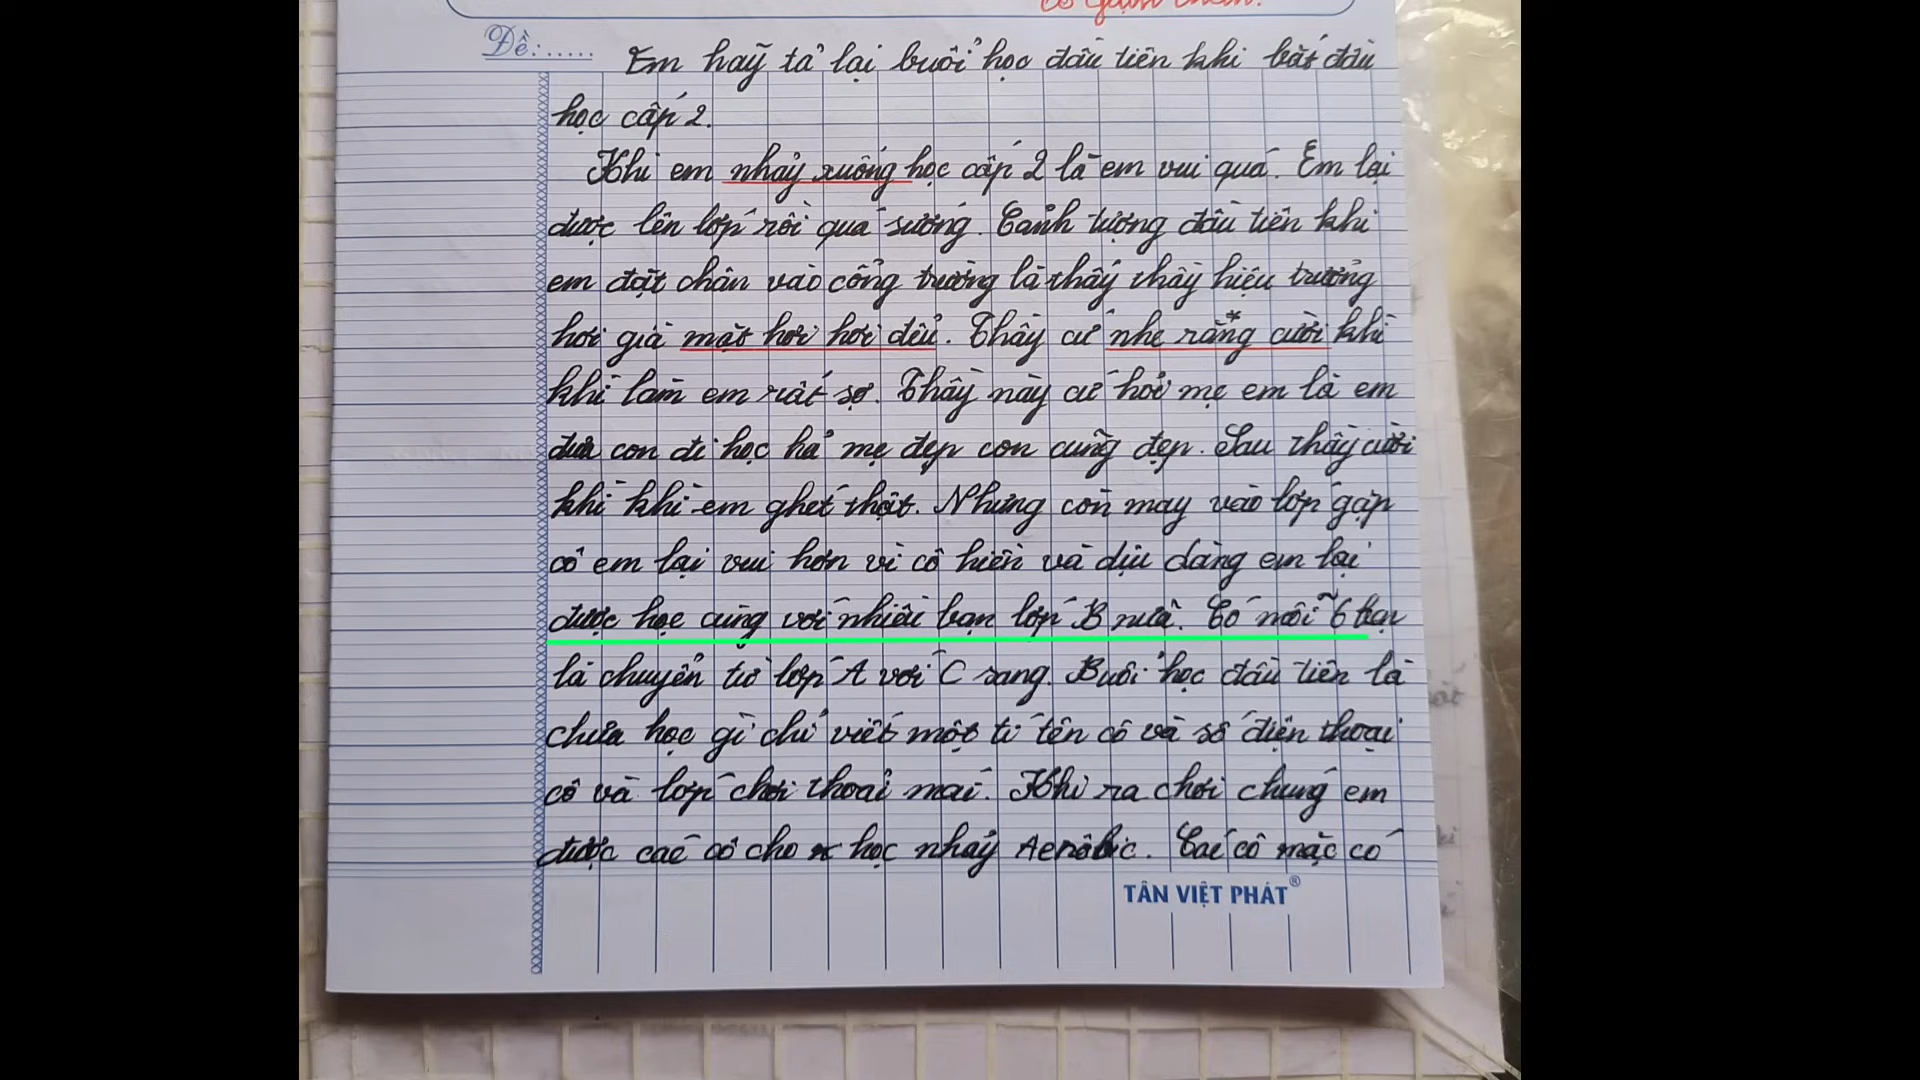 Đề:.....
Em hãy tả lại buổi học đầu tiên khi bắt đầu
học cấp 2.
Khi em nhảy xuống học cấp 2 là em vui quá. Em lại
được lên lớp rồi quá sướng. Cảnh tượng đầu tiên khi
em đặt chân vào cổng trường là thấy thầy hiệu trưởng
hơi già mặt hơi hơi đểu. Thầy cứ nhe răng cười khì
khì làm em rất sợ. Thầy này cứ hỏi mẹ em là em
đưa con đi học hả mẹ đẹp con cũng đẹp. Sau thầy cười
khì khì em ghét thật. Nhưng còn may vào lớp gặp
cô em lại vui hơn vì cô hiền và dịu dàng em lại
được học cùng với nhiều bạn lớp B nữa. Có mỗi 6 bạn
là chuyển từ lớp A với C sang. Buổi học đầu tiên là
chưa học gì chỉ viết một tí tên cô và số điện thoại
cô và lớp chơi thoải mái. Khi ra chơi chúng em
được các cô cho học nhảy Aenôbic. Các cô mặc có
TÂN VIỆT PHÁT®